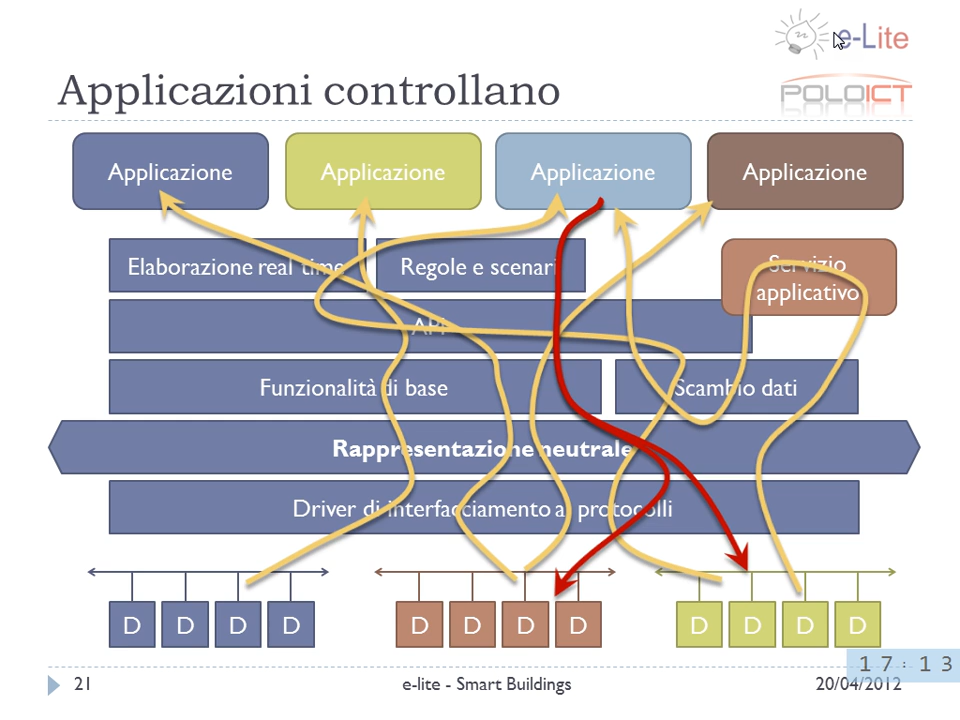 e-Lite
Applicazioni controllano
POLOICT
Applicazione
Applicazione
Applicazione
Applicazione
Elaborazione real time
Regole e scenari
Servizio
applicativo
API
Funzionalità di base
Scambio dati
Rappresentazione neutrale
Driver di interfacciamento ai protocolli
D D D D
D D D D
D D D D
17:13
21
e-lite - Smart Buildings
20/04/2012